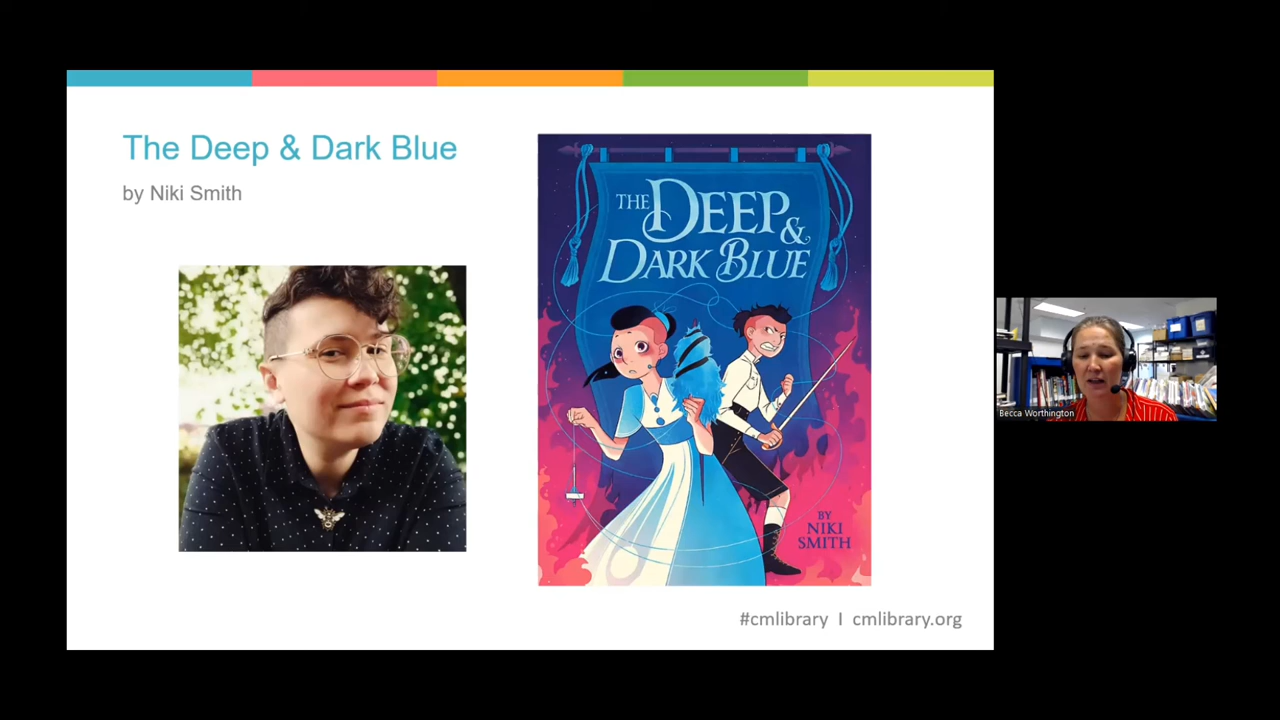 The Deep & Dark Blue
by Niki Smith
THE DEEP &
DARK BLUE
BY
NIKI
SMITH
#cmlibrary I cmlibrary.org
Becca Worthington